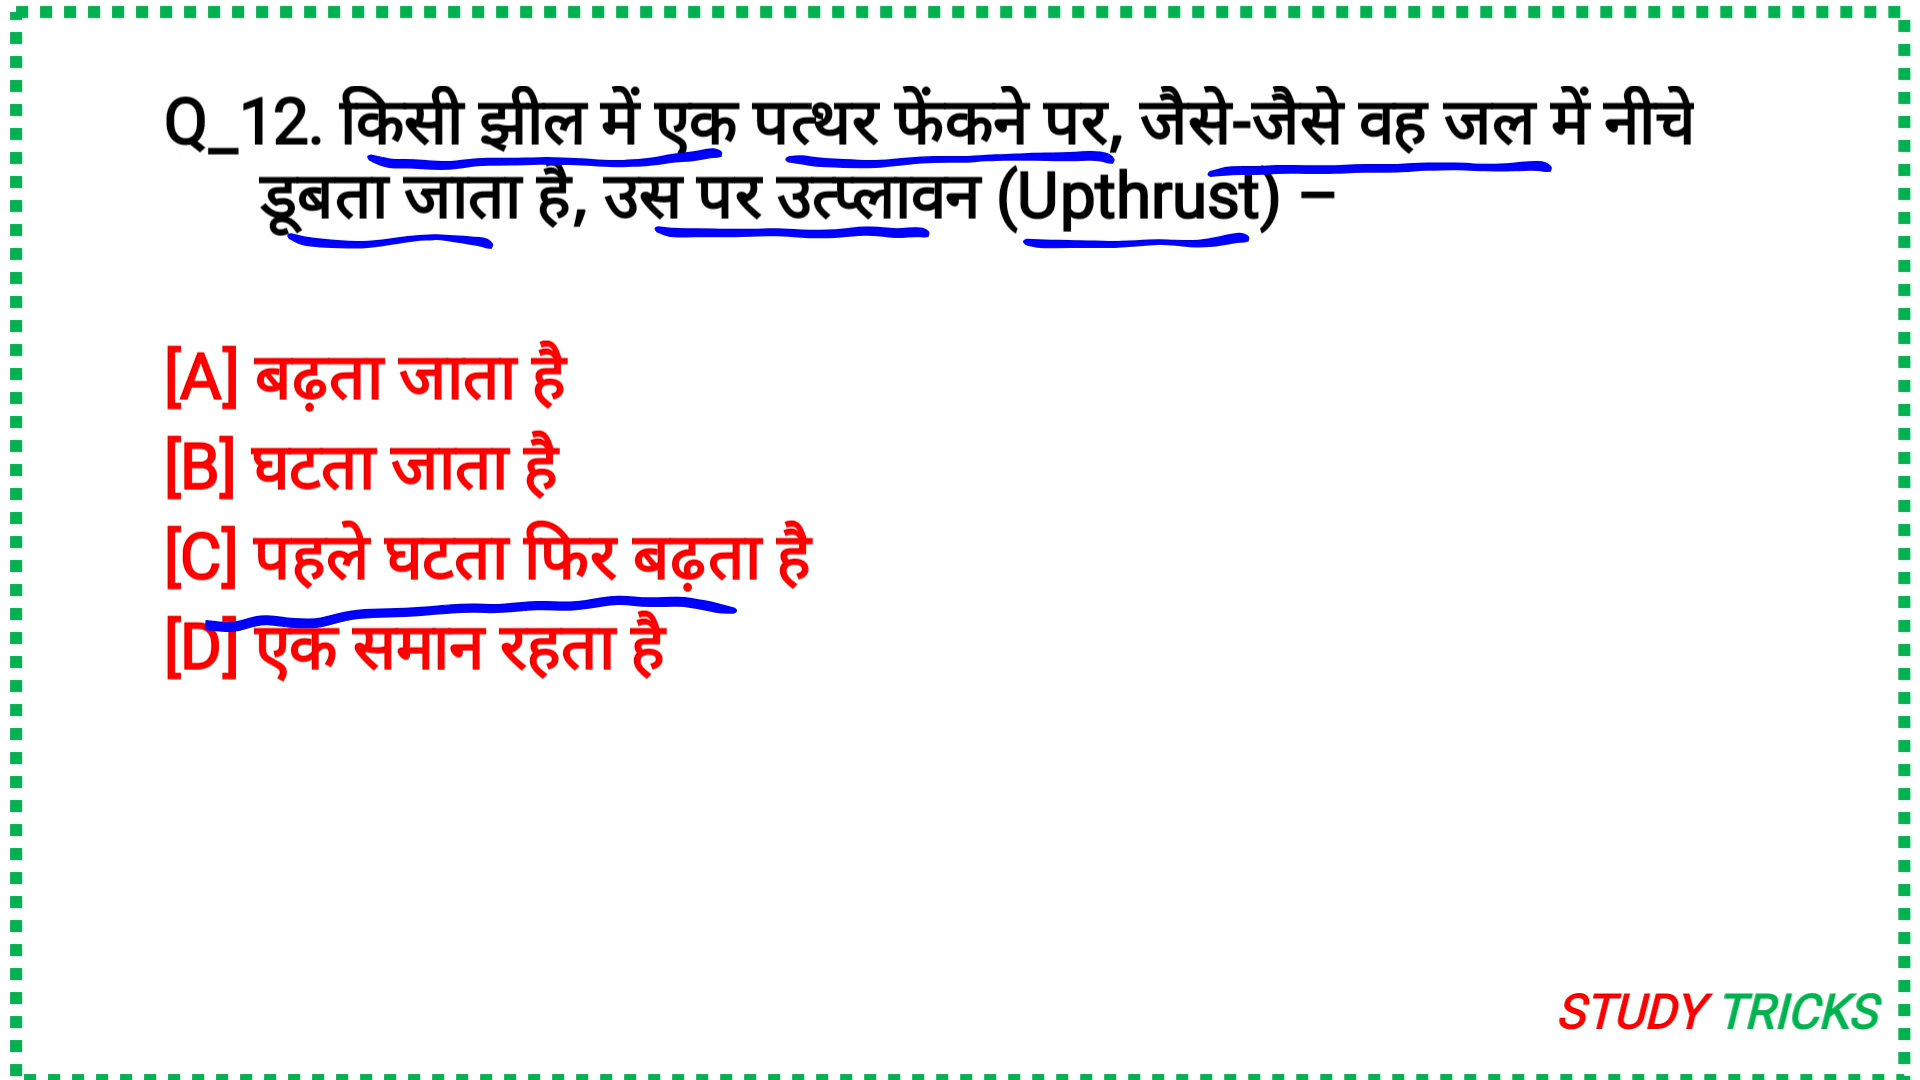 Q_12. किसी झील में एक पत्थर फेंकने पर, जैसे-जैसे वह जल में नीचे
डूबता जाता है, उस पर उत्प्लावन (Upthrust) –
[A] बढ़ता जाता है
[B] घटता जाता है
[C] पहले घटता फिर बढ़ता है
[D] एक समान रहता है
STUDY TRICKS